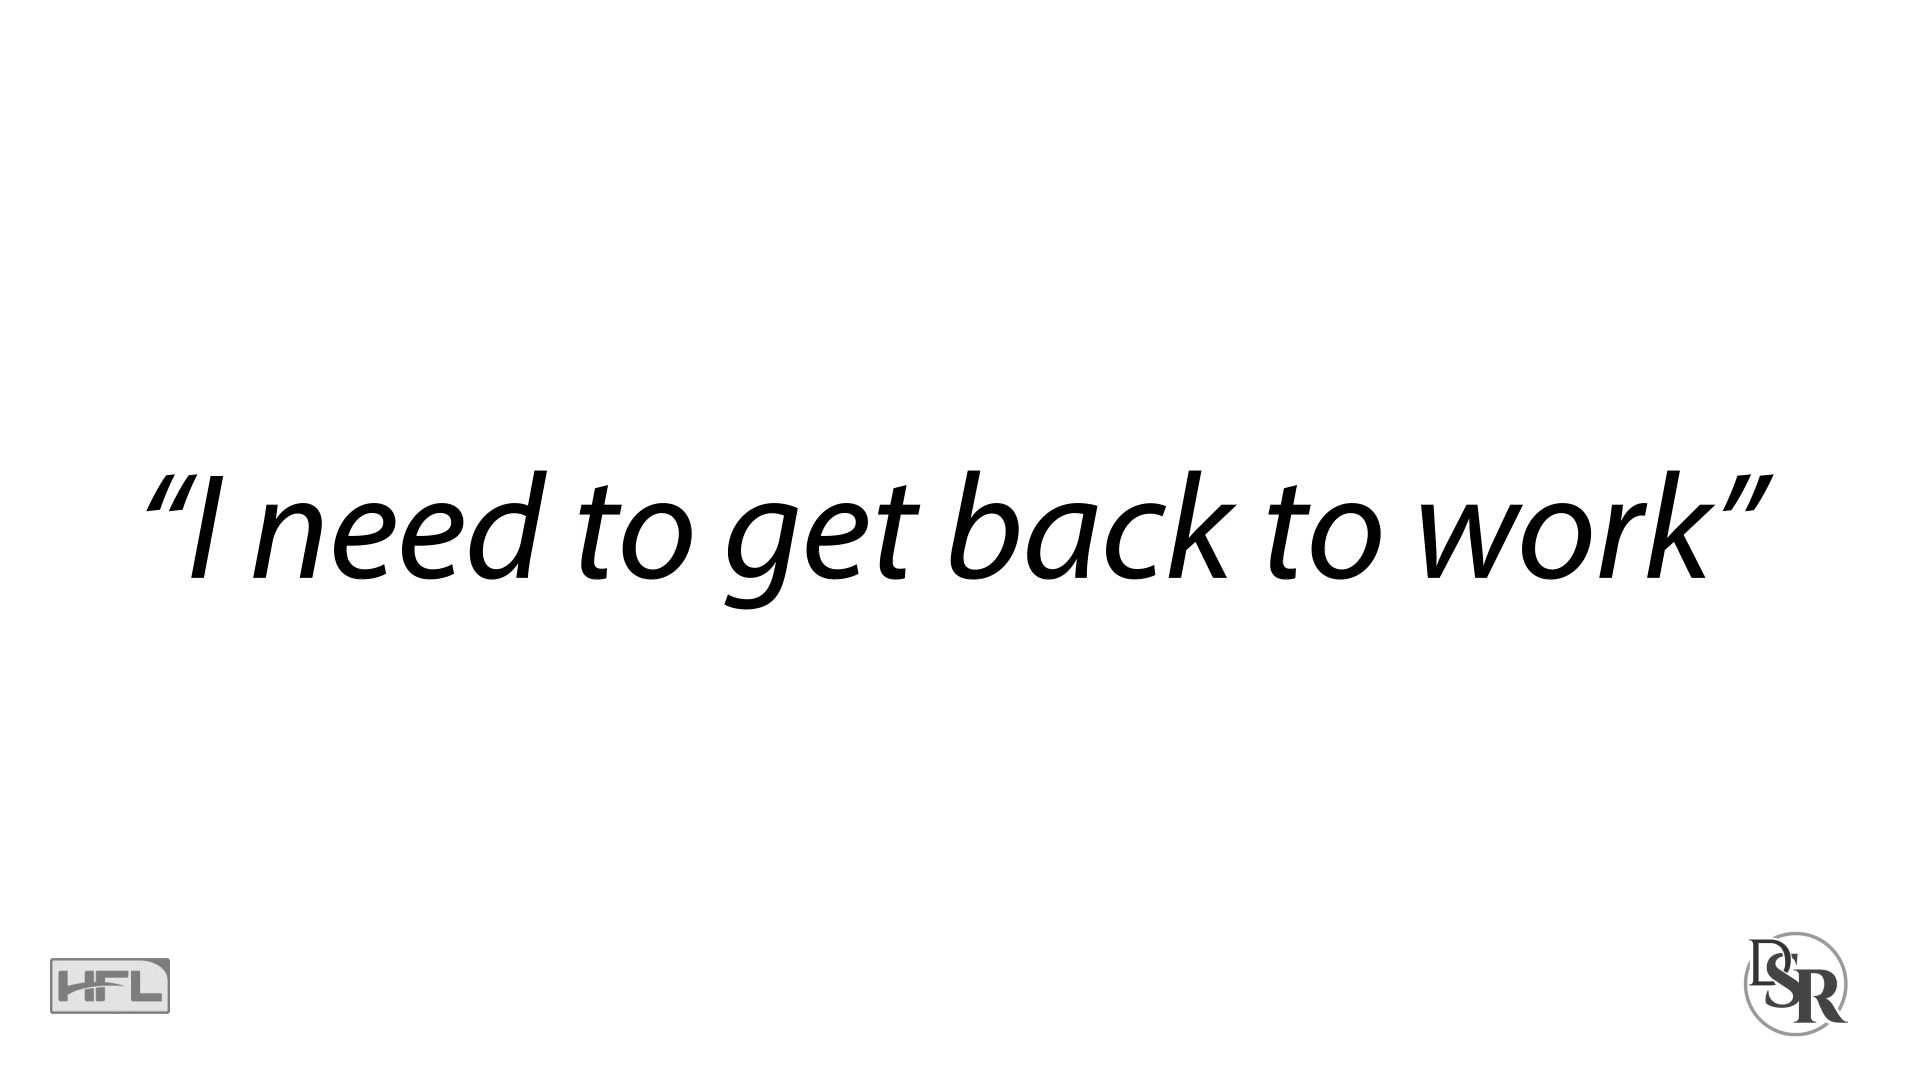 “I need to get back to work”
HFL
DSR